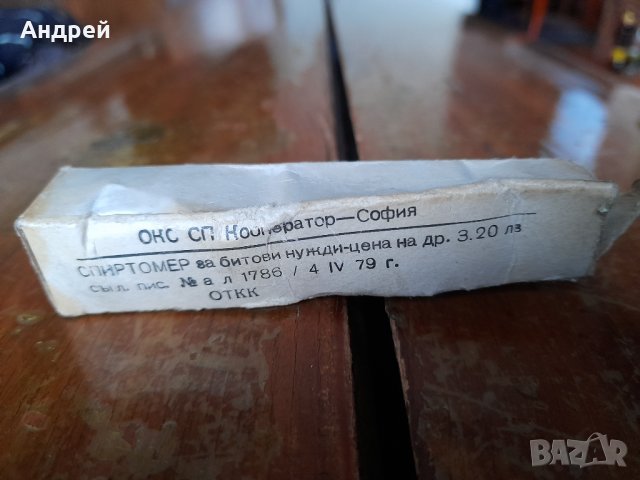 Андрей
ОКС СП Кооператор—София
СПИРТОМЕР за битови нужди-цена на др. 3.20 лв
съгл. пис. № а л 1786 / 4 IV 79 г.
ОТКК
BAZAR